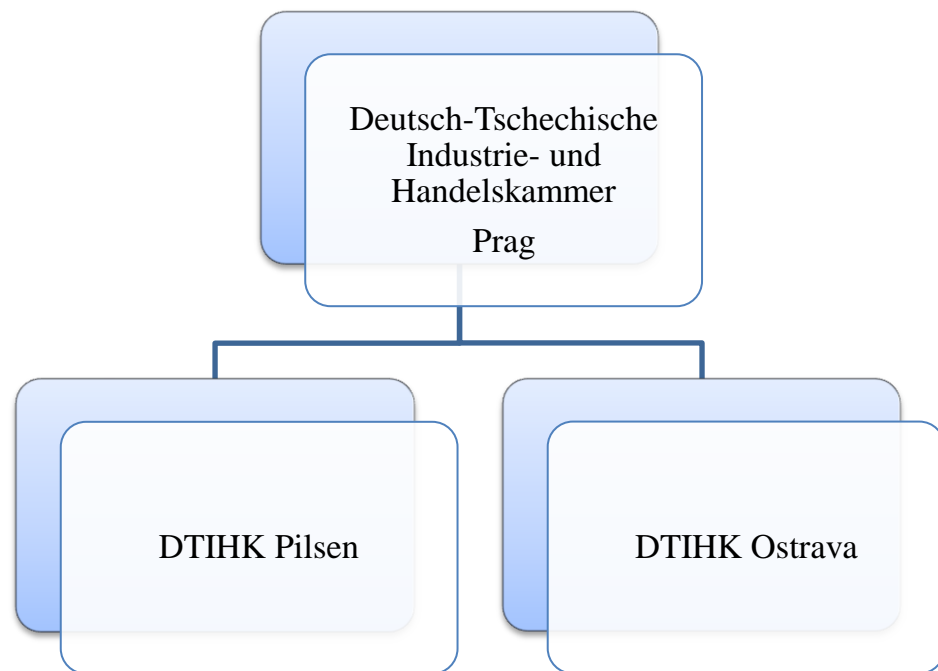 Deutsch-Tschechische
Industrie- und
Handelskammer
Prag
DTIHK Pilsen
DTIHK Ostrava